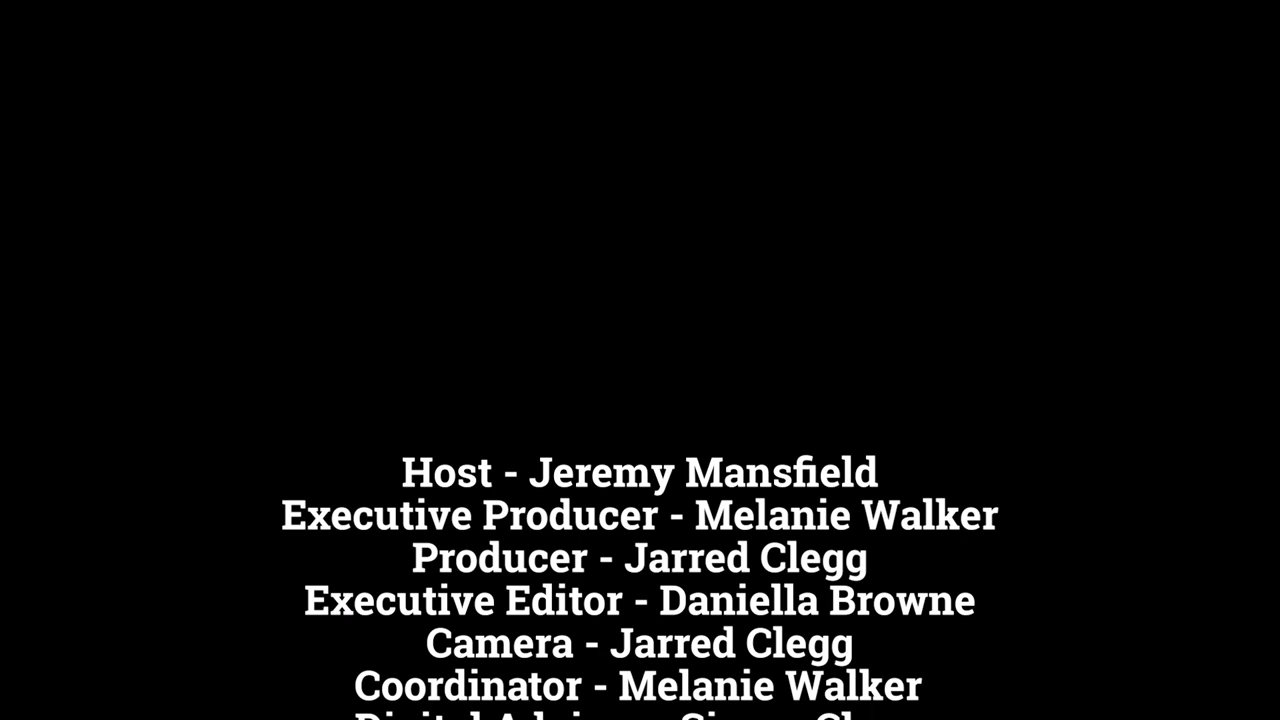 Host - Jeremy Mansfield
Executive Producer - Melanie Walker
Producer - Jarred Clegg
Executive Editor - Daniella Browne
Camera - Jarred Clegg
Coordinator - Melanie Walker
Digital